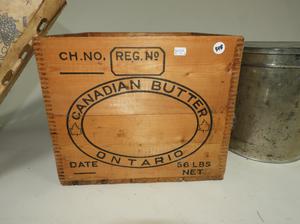 CH. NO. REG. Nº
CANADIAN BUTTER
ONTARIO
DATE 56 LBS
NET.